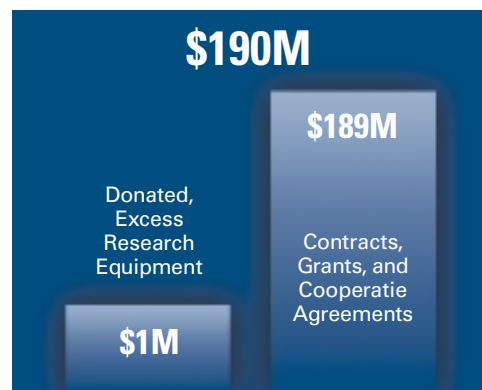 $190M
Donated,
Excess
Research
Equipment
$1M
$189M
Contracts,
Grants, and
Cooperatie
Agreements